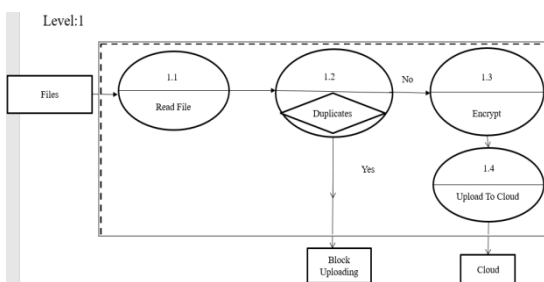 Level:1
1.1
1.2
No
1.3
Files
Read File
Duplicates
Encrypt
Yes
1.4
Upload To Cloud
Block
Uploading
Cloud